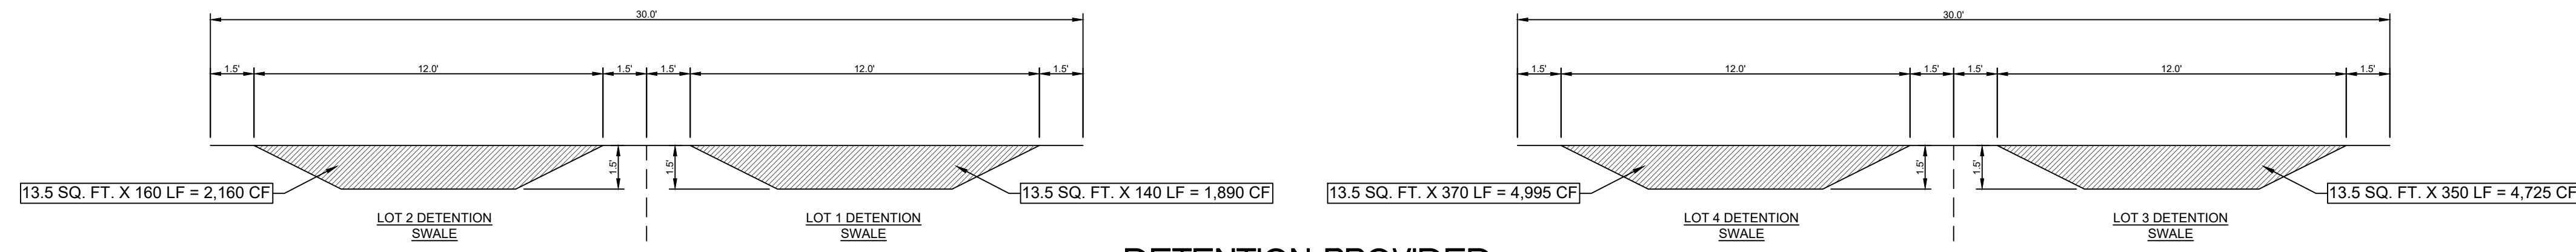 30.0'
30.0'
1.5' 12.0' 1.5' 1.5' 12.0' 1.5'
1.5' 12.0' 1.5' 1.5' 12.0' 1.5'
1.5' 1.5'
1.5' 1.5'
13.5 SQ. FT. X 160 LF = 2,160 CF
13.5 SQ. FT. X 140 LF = 1,890 CF
13.5 SQ. FT. X 370 LF = 4,995 CF
13.5 SQ. FT. X 350 LF = 4,725 CF
LOT 2 DETENTION
SWALE
LOT 1 DETENTION
SWALE
LOT 4 DETENTION
SWALE
LOT 3 DETENTION
SWALE
DETENTION PROVIDED